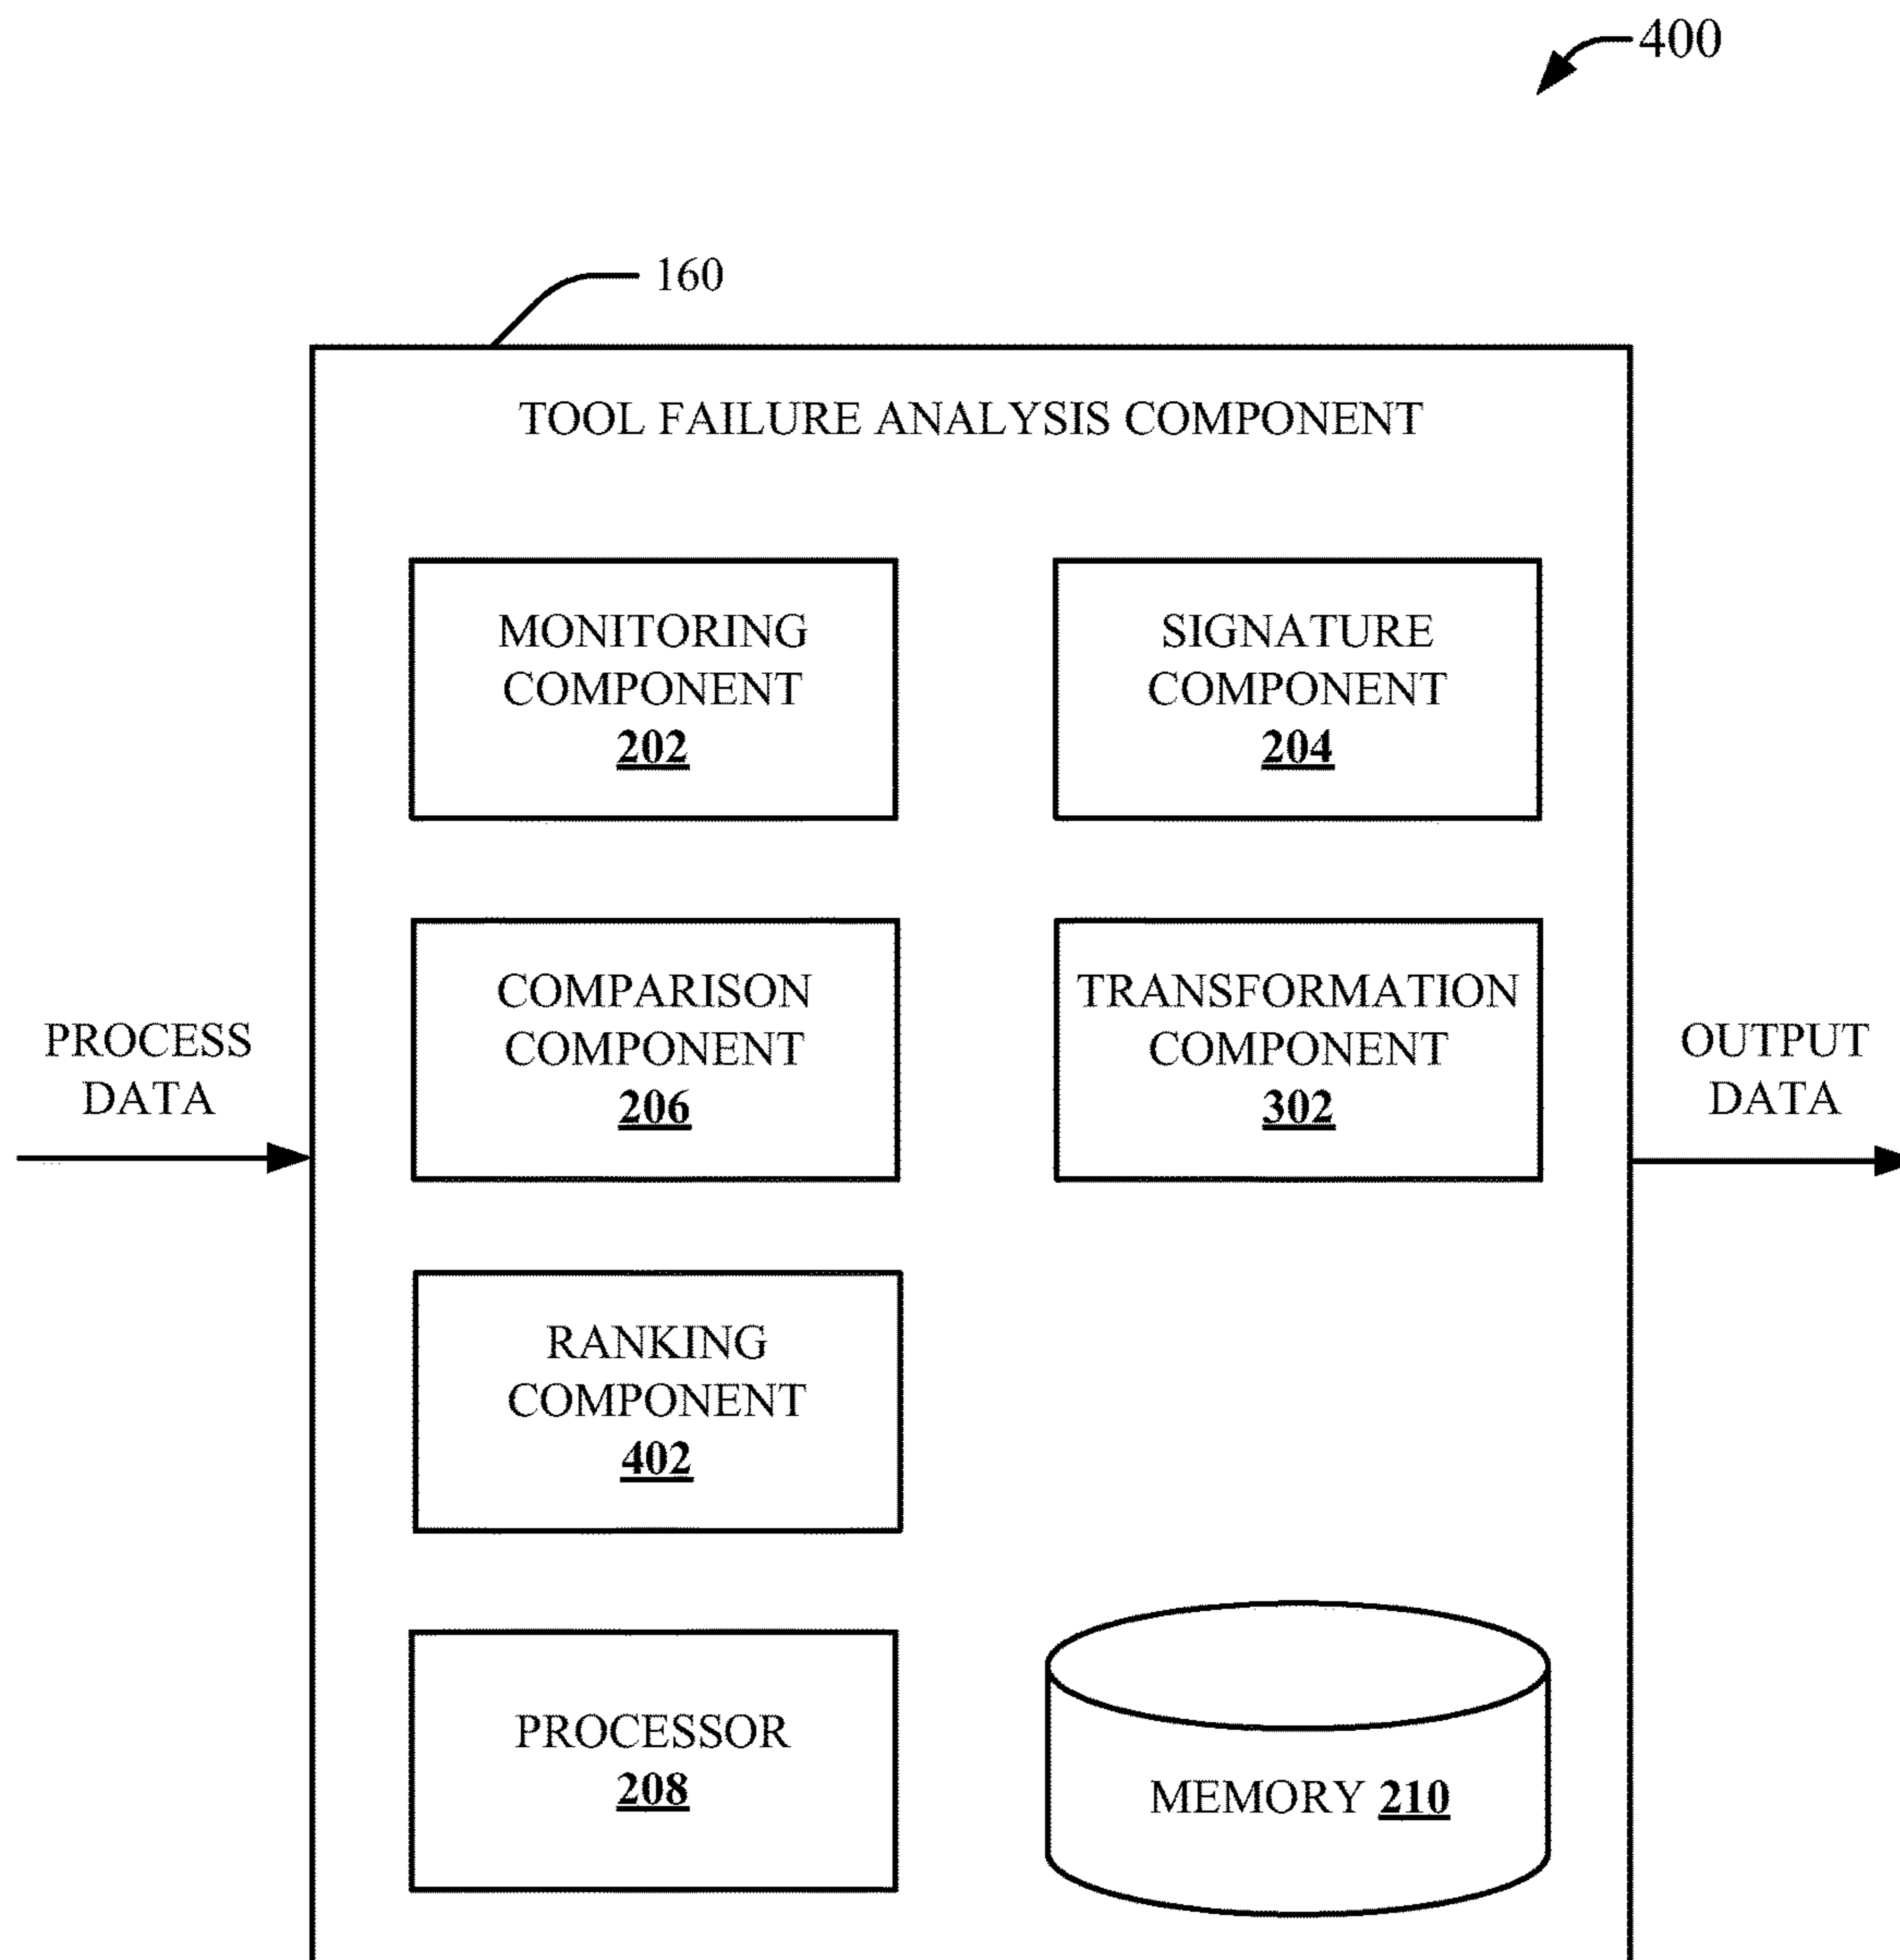 400
160
TOOL FAILURE ANALYSIS COMPONENT
MONITORING
COMPONENT
202
SIGNATURE
COMPONENT
204
PROCESS
DATA
COMPARISON
COMPONENT
206
TRANSFORMATION
COMPONENT
302
OUTPUT
DATA
RANKING
COMPONENT
402
PROCESSOR
208
MEMORY 210